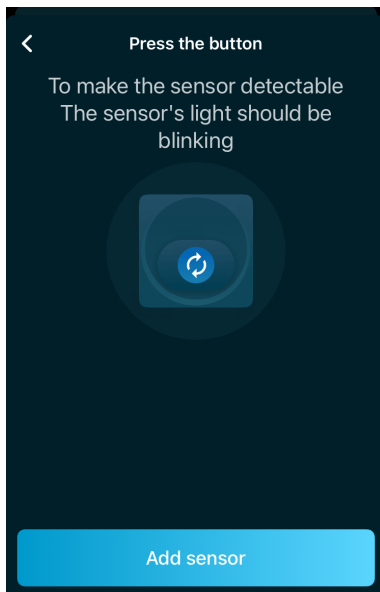 Press the button
To make the sensor detectable
The sensor's light should be
blinking
Add sensor